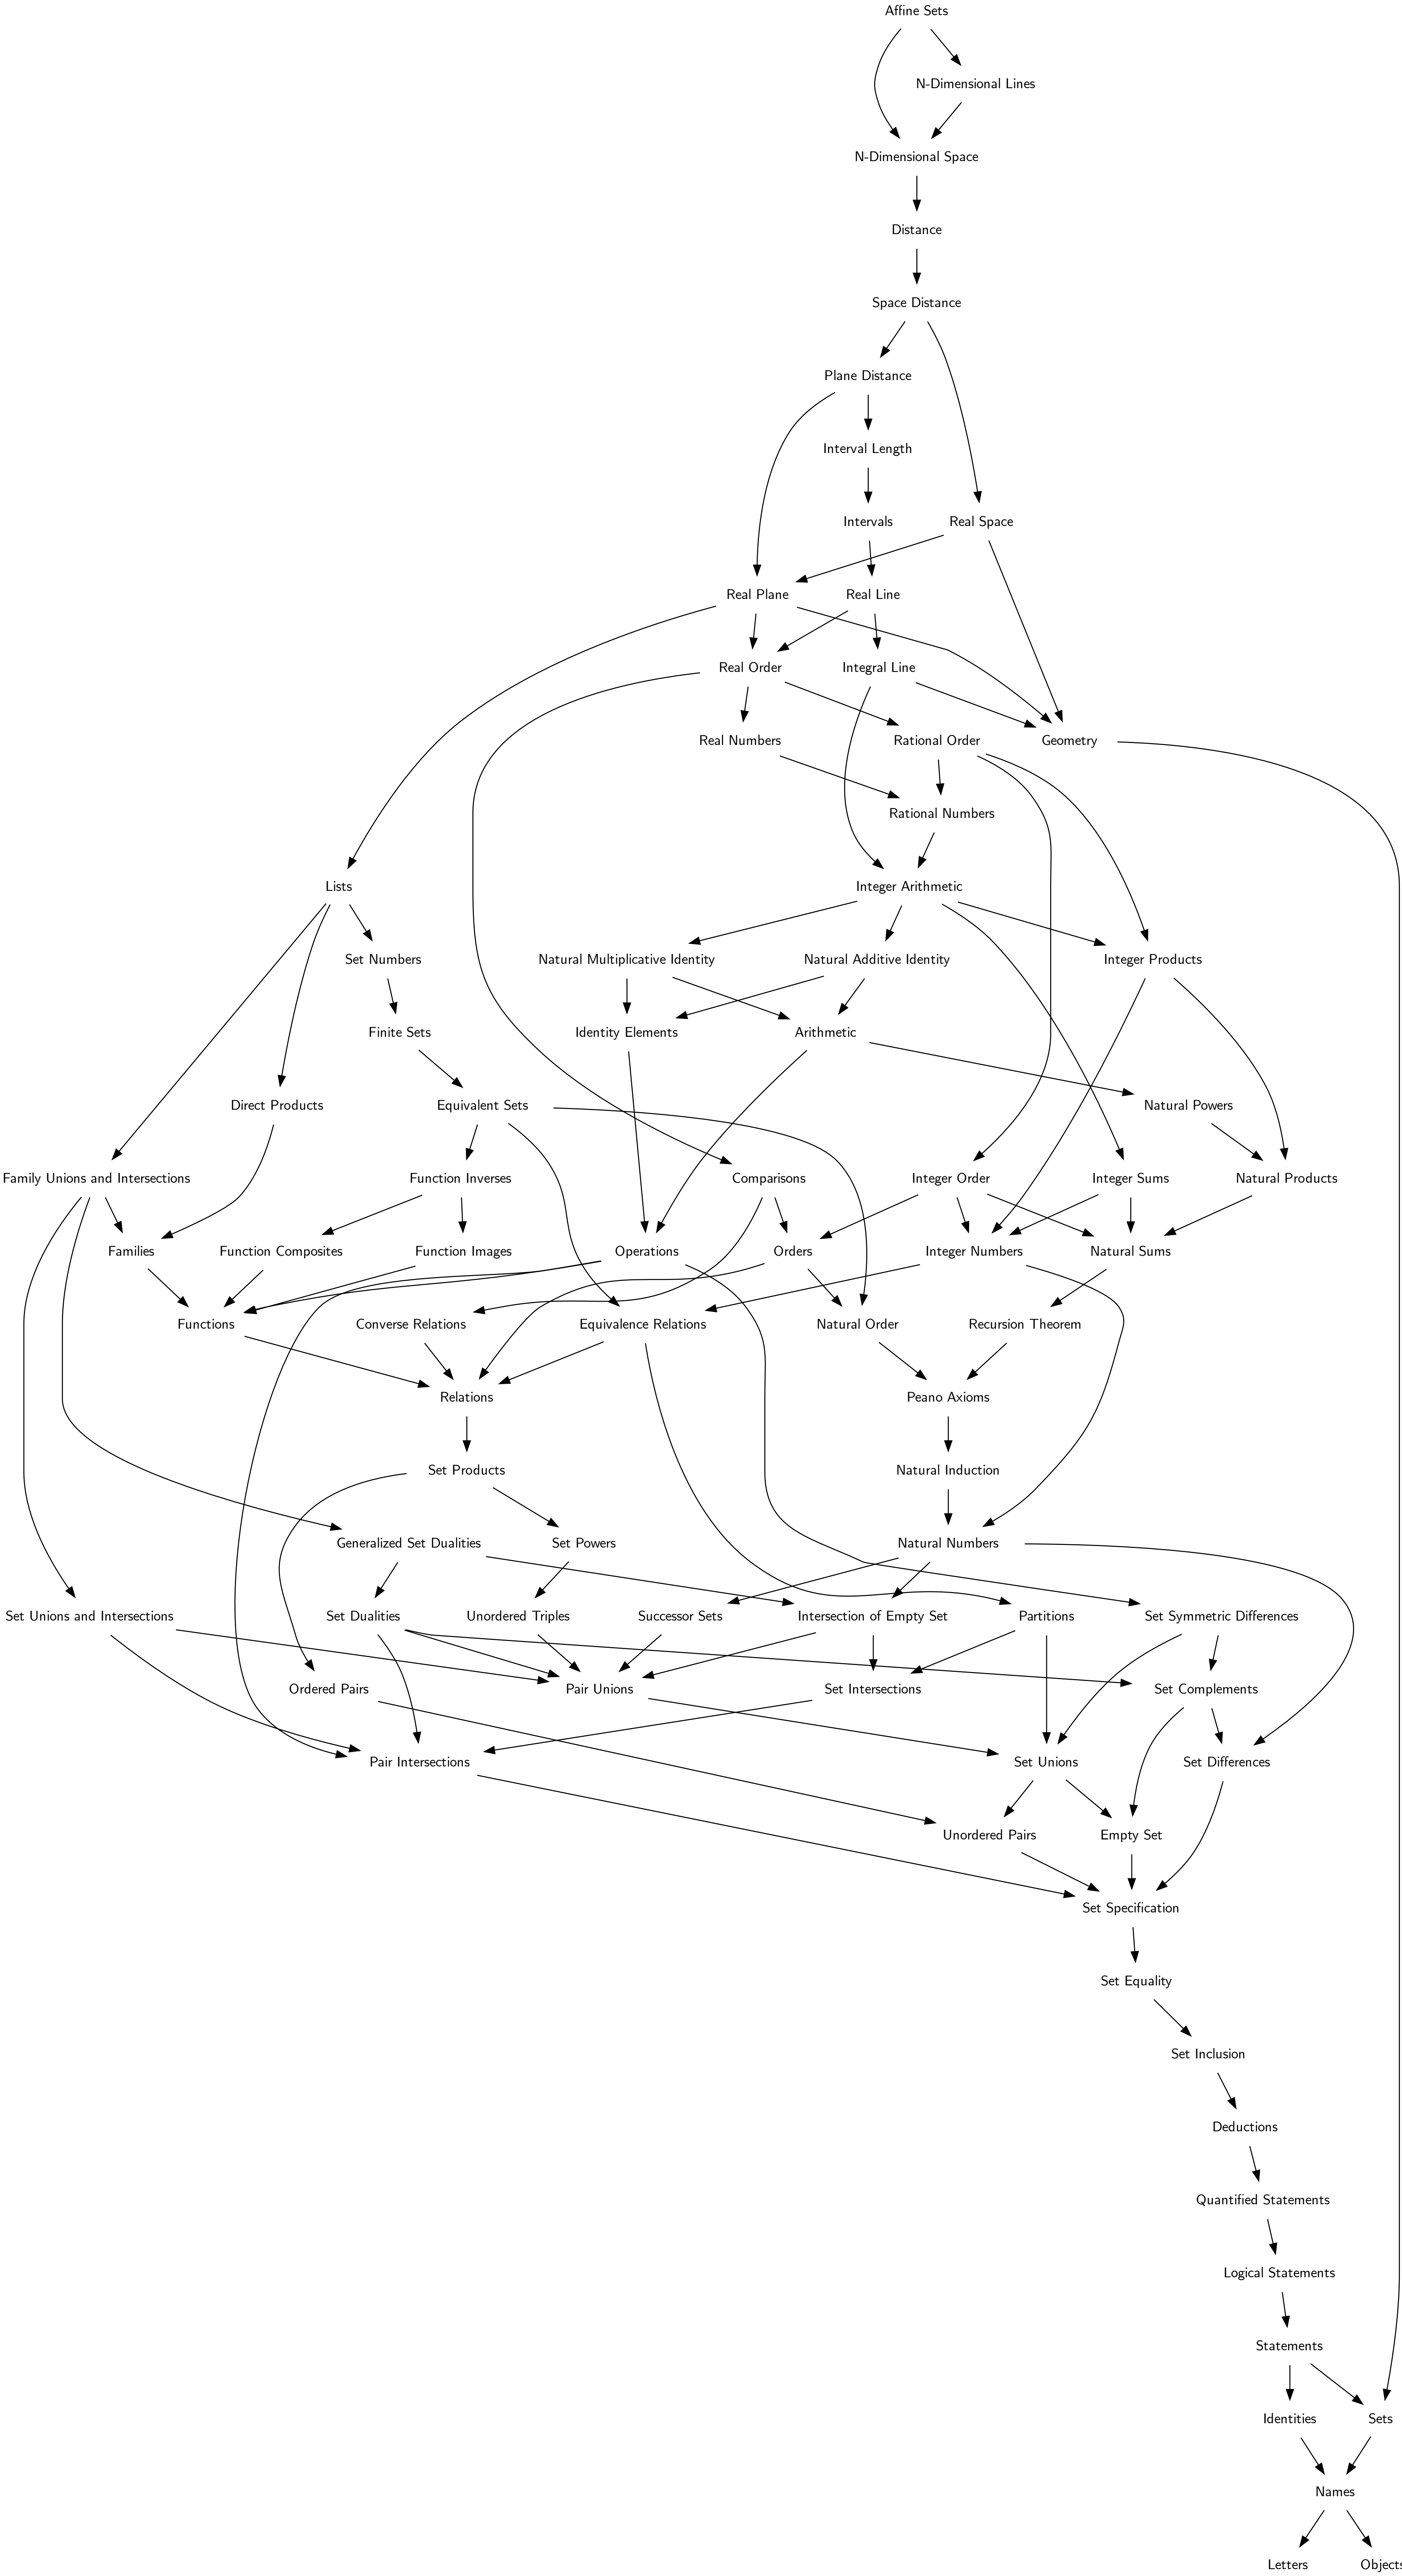 Affine Sets
N-Dimensional Lines
N-Dimensional Space
Distance
Space Distance
Plane Distance
Interval Length
Intervals
Real Space
Real Plane
Real Line
Real Order
Integral Line
Real Numbers
Rational Order
Geometry
Rational Numbers
Lists
Integer Arithmetic
Set Numbers
Natural Multiplicative Identity
Natural Additive Identity
Integer Products
Finite Sets
Identity Elements
Arithmetic
Direct Products
Equivalent Sets
Natural Powers
Family Unions and Intersections
Function Inverses
Comparisons
Integer Order
Integer Sums
Natural Products
Families
Function Composites
Function Images
Operations
Orders
Integer Numbers
Natural Sums
Functions
Converse Relations
Equivalence Relations
Natural Order
Recursion Theorem
Relations
Peano Axioms
Set Products
Natural Induction
Generalized Set Dualities
Set Powers
Natural Numbers
Set Unions and Intersections
Set Dualities
Unordered Triples
Successor Sets
Intersection of Empty Set
Partitions
Set Symmetric Differences
Ordered Pairs
Pair Unions
Set Intersections
Set Complements
Pair Intersections
Set Unions
Set Differences
Unordered Pairs
Empty Set
Set Specification
Set Equality
Set Inclusion
Deductions
Quantified Statements
Logical Statements
Statements
Identities
Sets
Names
Letters
Objects